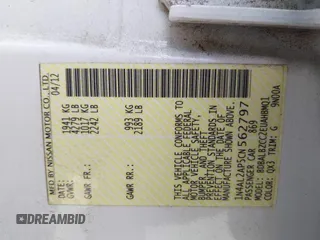 MFD BY NISSAN MOTOR CO., LTD.
04/12
GVWR: 1941 KG
4279 LB
GAWR FR: 1017 KG
2242 LB
GAWR RR: 993 KG
2189 LB
THIS VEHICLE CONFORMS TO ALL
APPLICABLE FEDERAL
MOTOR VEHICLE SAFETY,
BUMPER, AND THEFT
PREVENTION STANDARDS IN
EFFECT ON THE DATE OF
MANUFACTURE SHOWN ABOVE.
562797
PASSENGER CAR
COLOR: QX3 TRIM: G
9N00A
BIDBAX